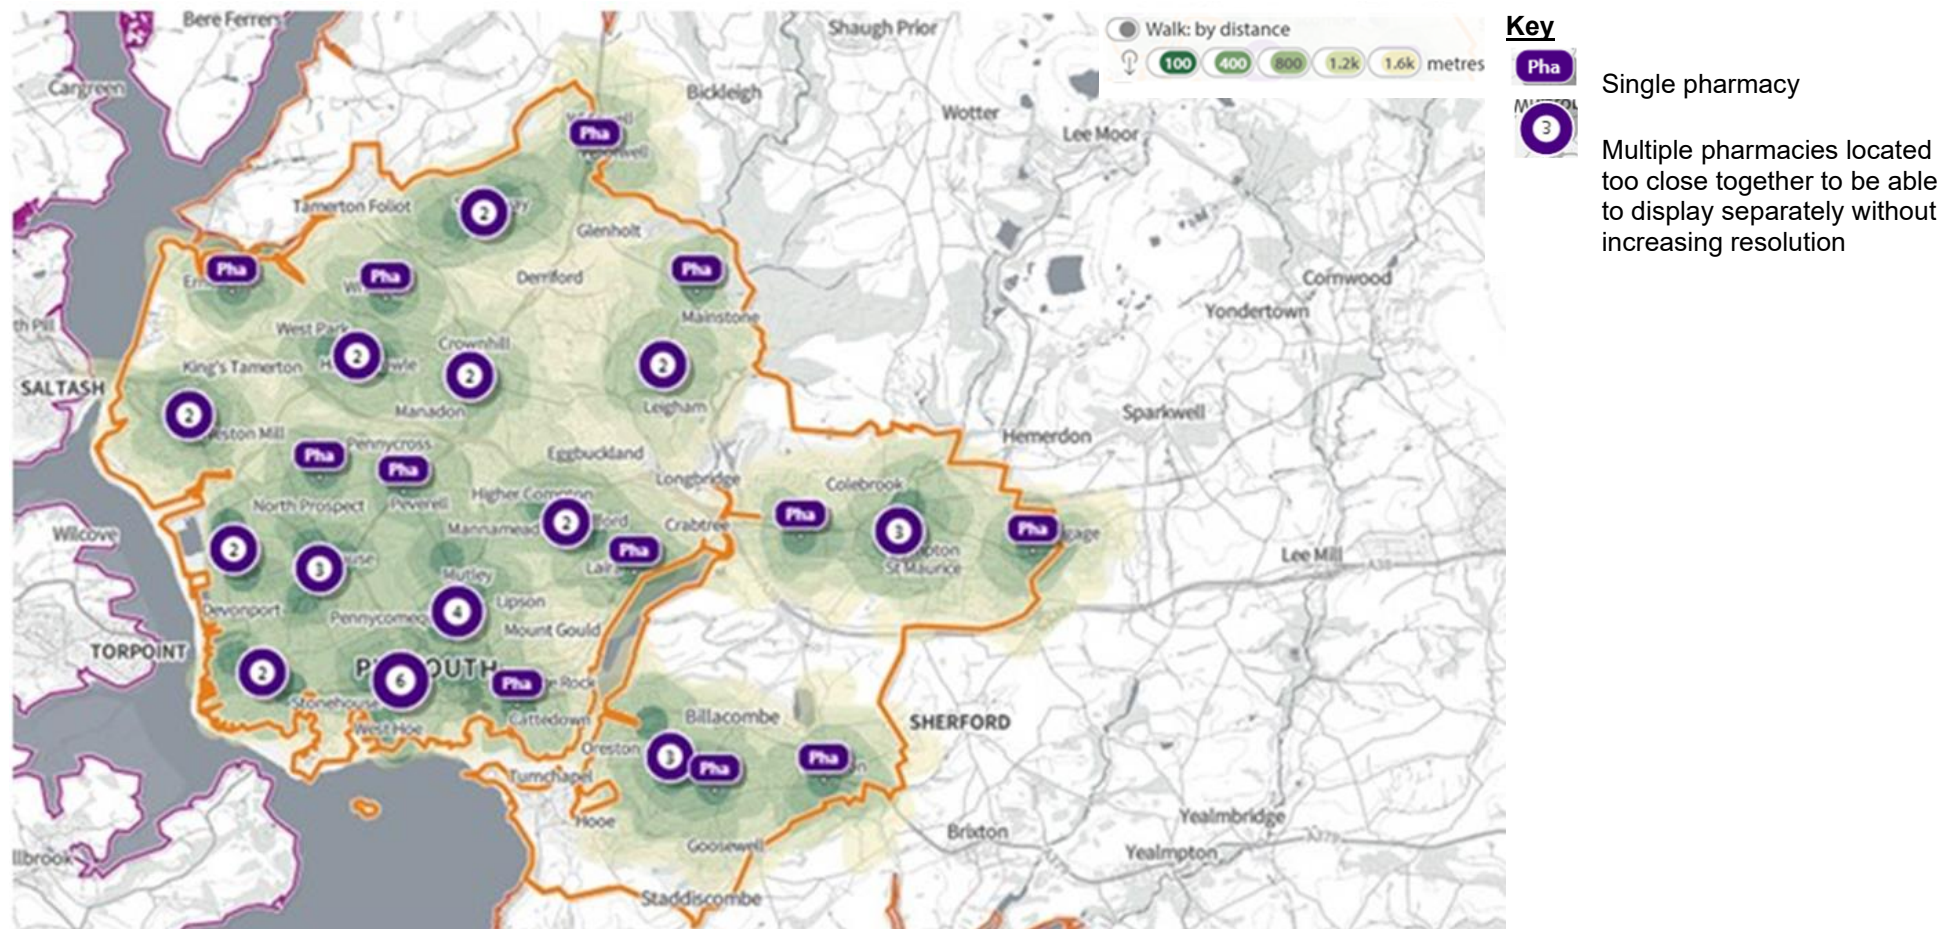 Bere Ferrers
Shaugh Prior
Walk: by distance
100 400 800 1.2k 1.6k metres
Key
Pha
Single pharmacy
3
Multiple pharmacies located
too close together to be able
to display separately without
increasing resolution
Cargreen
Bickleigh
Wotter
Lee Moor
Pha
Tamerton Foliot
2
Glenholt
Pha
Pha
Derriford
Pha
Cornwood
Yondertown
Mainstone
West Park
Crownhill
2
2
2
King's Tamerton
SALTASH
Manadon
Leigham
Sparkwell
2
Pennycross
Hemerdon
Pha
Pha
Eggbuckland
Longbridge
Colebrook
North Prospect
Peverell
Higher Compton
Mannamead
2
Crabtree
Pha
3
Pha
Wilcove
2
3
Pha
Lee Mill
A38
St Maurice
Mutley
Devonport
4
Lipson
Mount Gould
TORPOINT
2
6
Pha
Stonehouse
West Hoe
Cattedown
Billacombe
SHERFORD
Oreston
3
Pha
Pha
Turnchapel
Hooe
Goosewell
Brixton
Yealmbridge
A379
Yealmpton
Staddiscombe